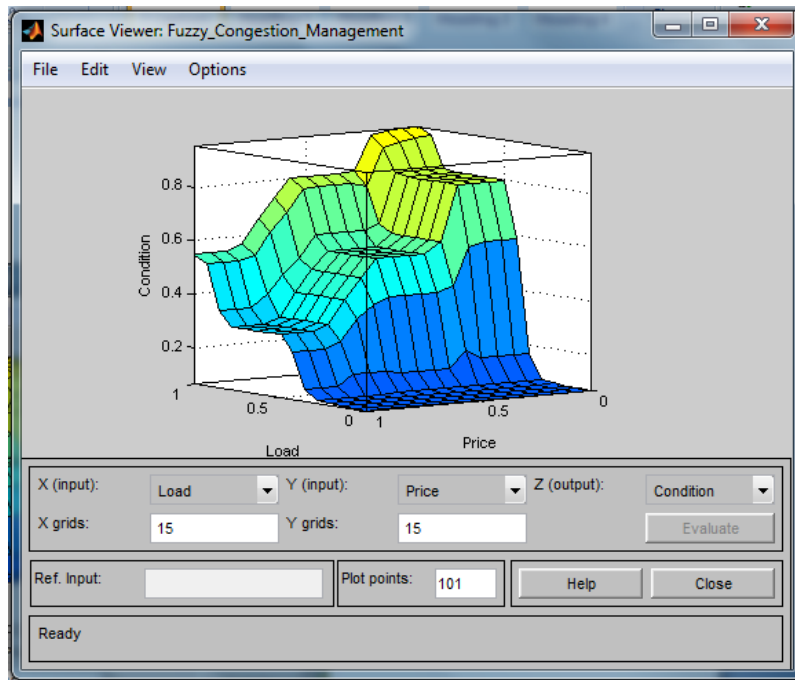 Surface Viewer: Fuzzy_Congestion_Management
File Edit View Options
0.8
0.6
0.4
0.2
Condition
1
0.5
0
Load
1
0.5
0
Price
X (input): Load Y (input): Price Z (output): Condition
X grids: 15 Y grids: 15 Evaluate
Ref. Input: Plot points: 101 Help Close
Ready